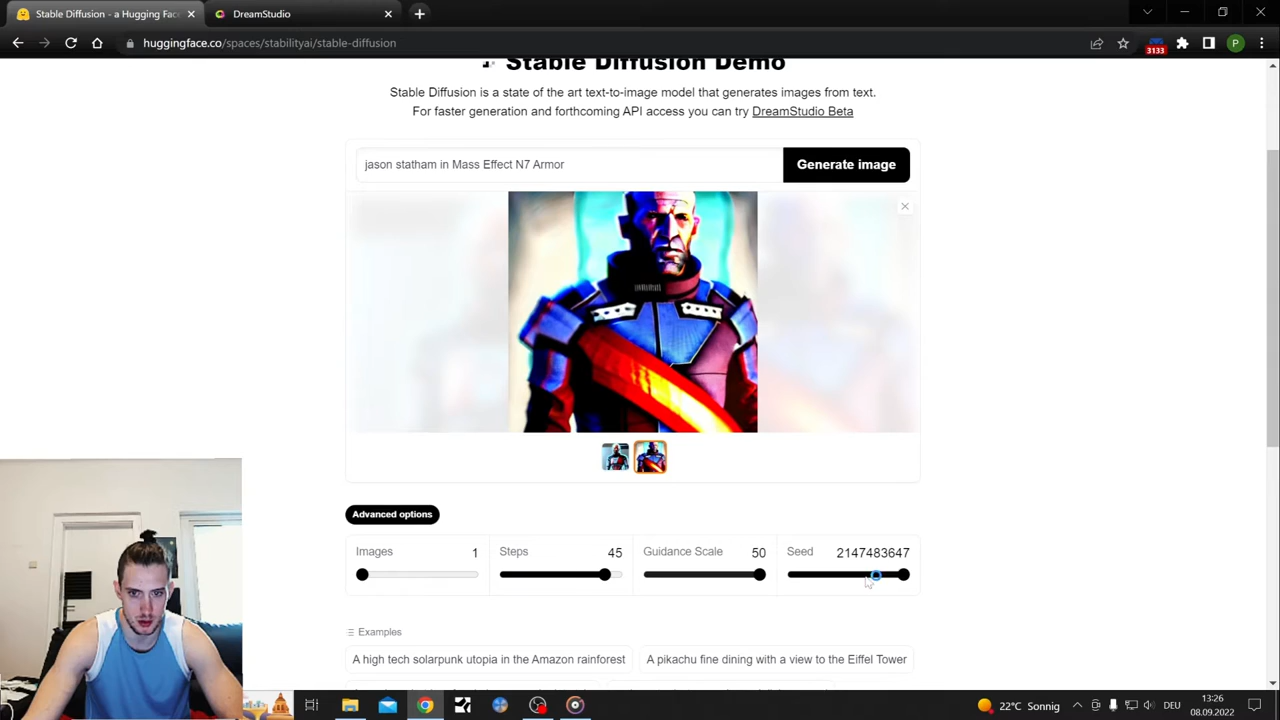 Stable Diffusion - a Hugging Fac
DreamStudio
huggingface.co/spaces/stabilityai/stable-diffusion
3133
P
Stable Diffusion Demo
Stable Diffusion is a state of the art text-to-image model that generates images from text.
For faster generation and forthcoming API access you can try DreamStudio Beta
jason statham in Mass Effect N7 Armor
Generate image
Advanced options
Images 1
Steps 45
Guidance Scale 50
Seed 2147483647
Examples
A high tech solarpunk utopia in the Amazon rainforest
A pikachu fine dining with a view to the Eiffel Tower
22°C Sonnig
DEU
13:26
08.09.2022